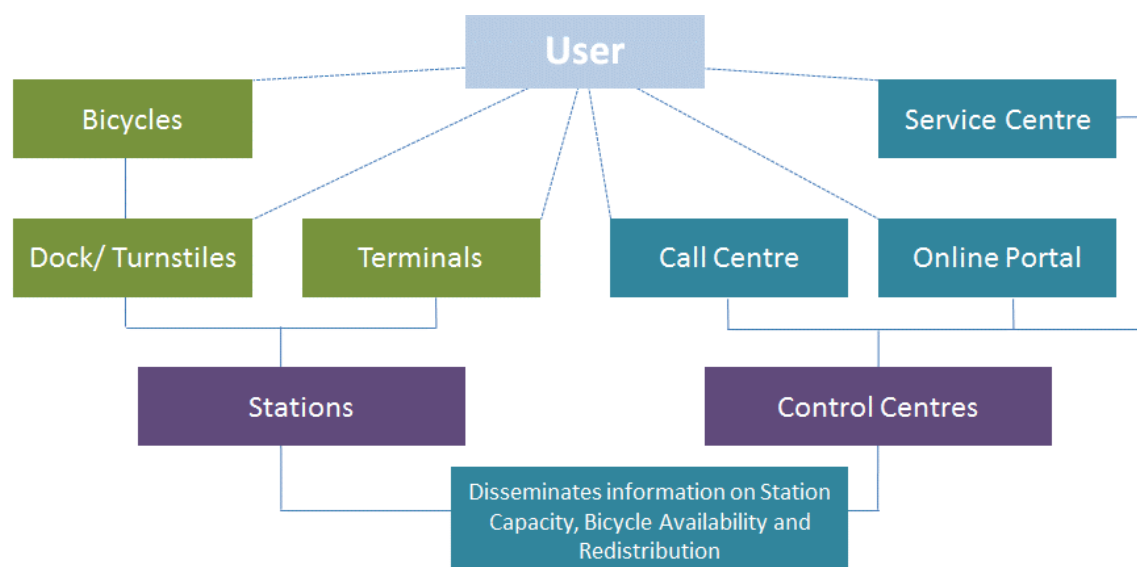 User
Bicycles
Service Centre
Dock/ Turnstiles
Terminals
Call Centre
Online Portal
Stations
Control Centres
Disseminates information on Station
Capacity, Bicycle Availability and
Redistribution